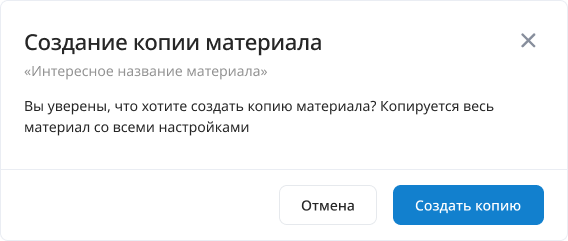 Создание копии материала
«Интересное название материала»
Вы уверены, что хотите создать копию материала? Копируется весь
материал со всеми настройками
Отмена
Создать копию